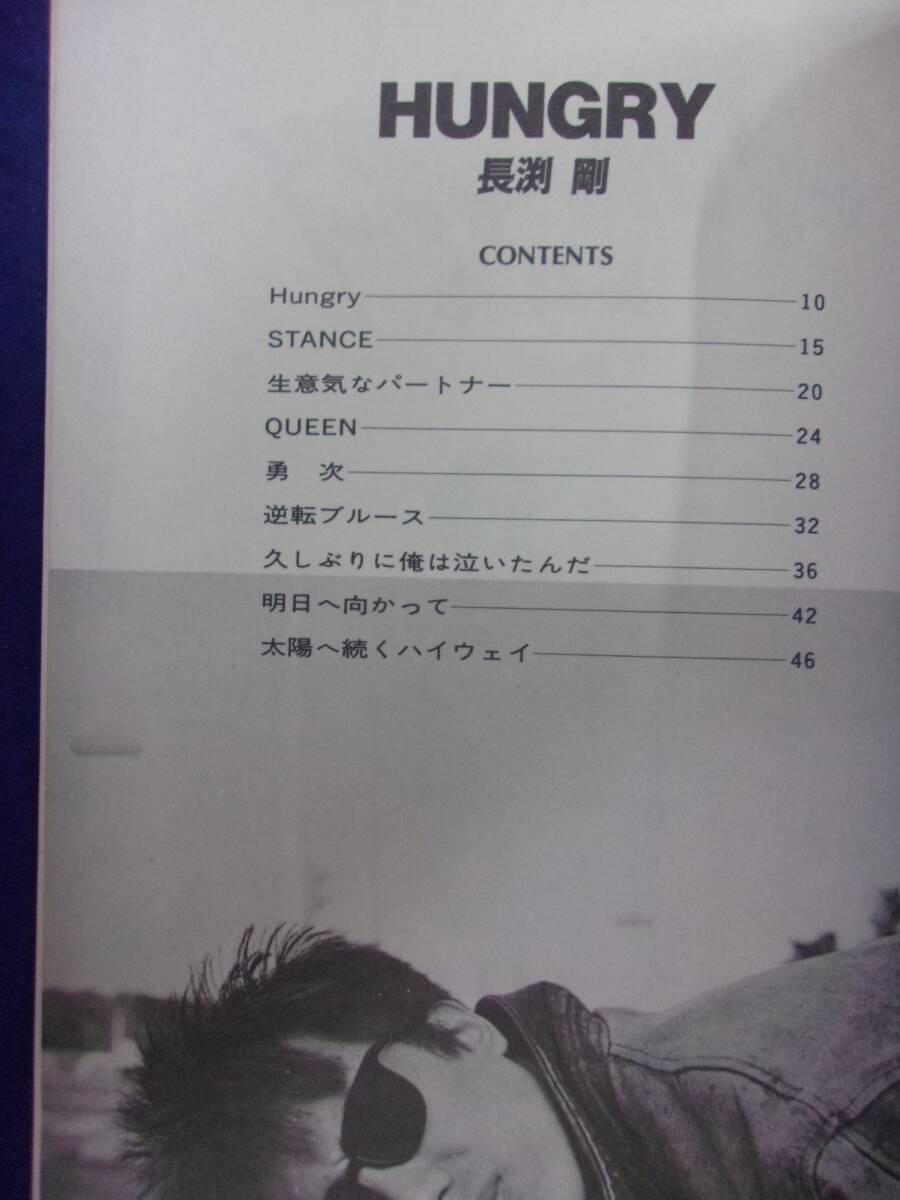 HUNGRY
長渕 剛
CONTENTS
Hungry 10
STANCE 15
生意気なパートナー 20
QUEEN 24
勇 次 28
逆転ブルース 32
久しぶりに俺は泣いたんだ 36
明日へ向かって 42
太陽へ続くハイウェイ 46